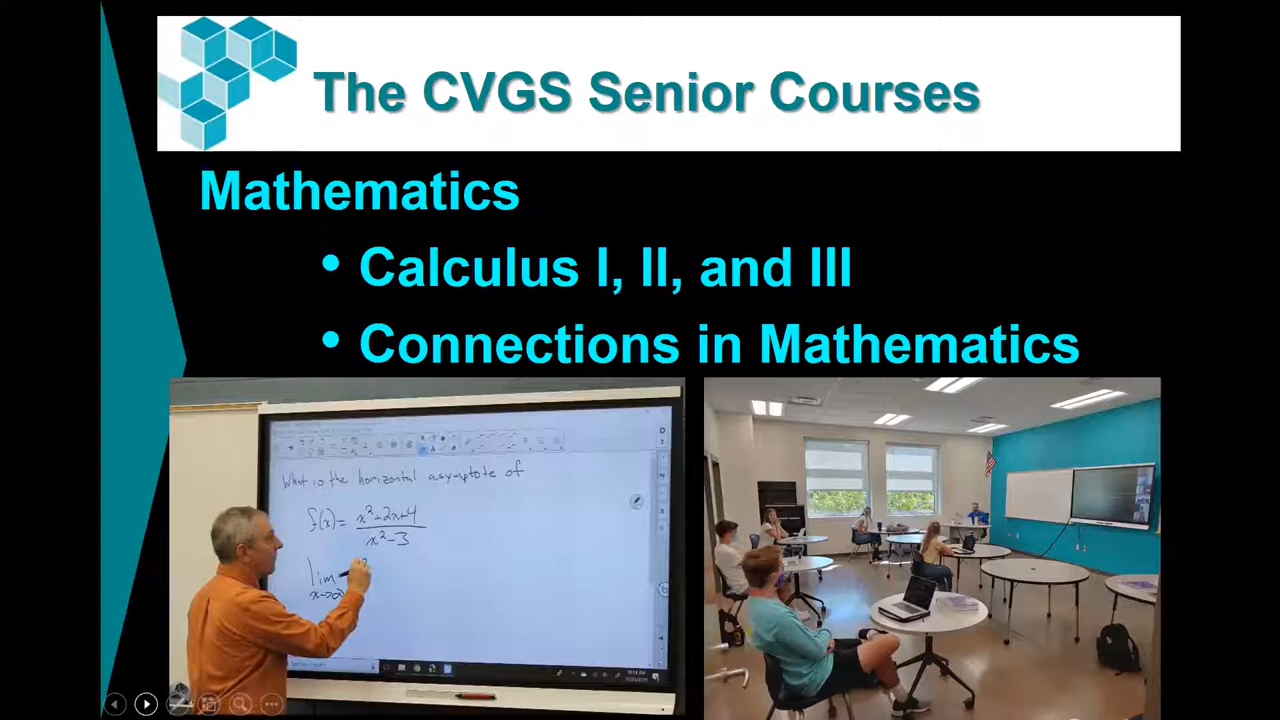 The CVGS Senior Courses
Mathematics
• Calculus I, II, and III
• Connections in Mathematics
What is the horizontal asymptote of
f(x) = x²+2x+4
x²-3
lim